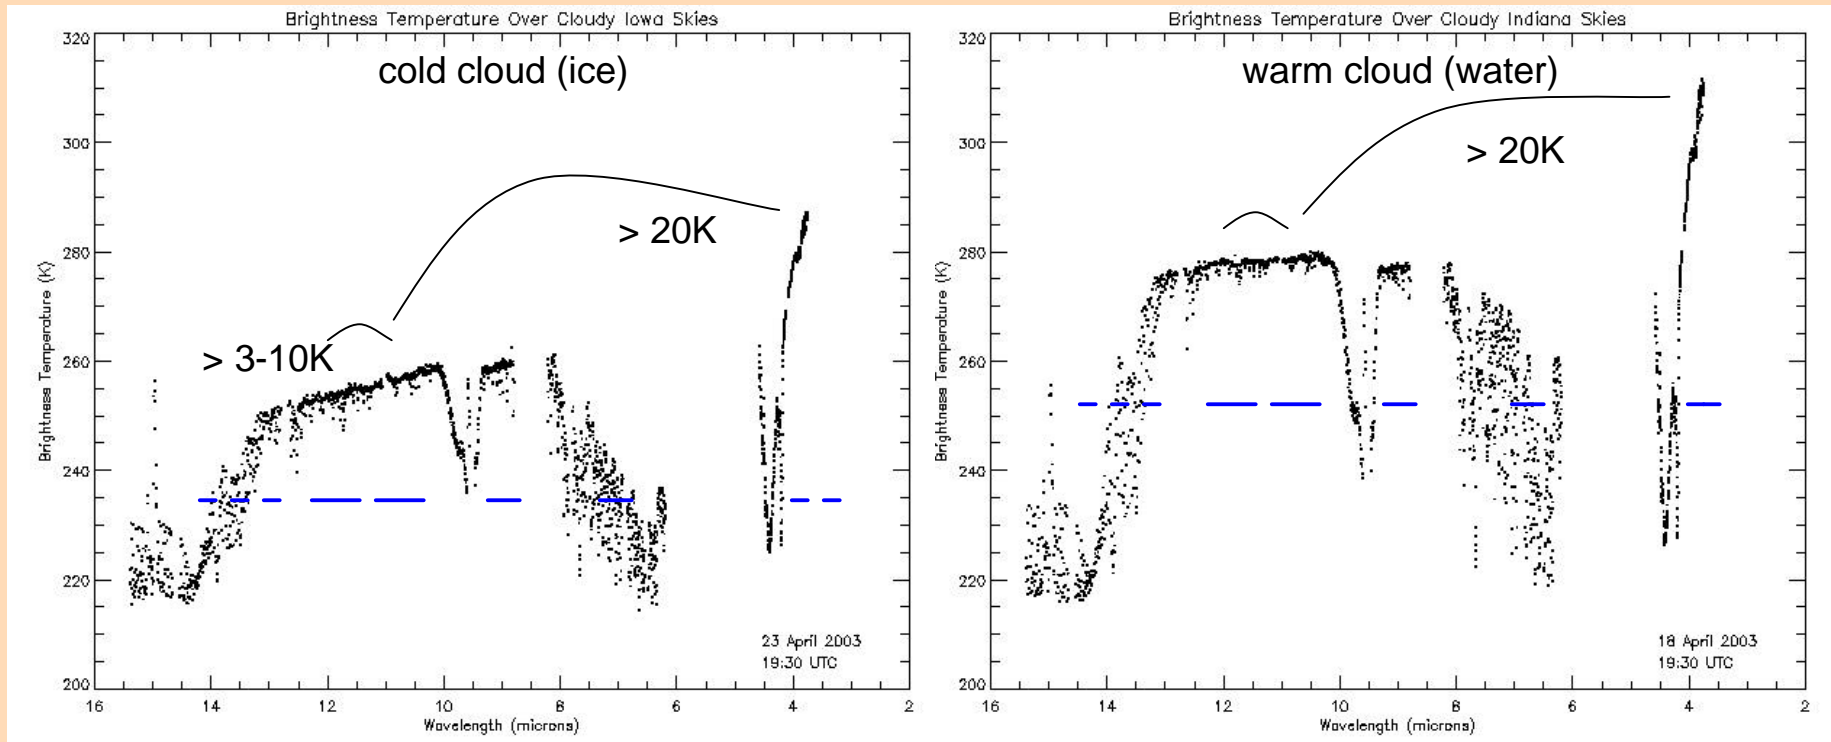 Brightness Temperature Over Cloudy Iowa Skies
cold cloud (ice)
> 20K
> 3-10K
320
300
280
260
240
220
200
Brightness Temperature (K)
23 April 2003
19:30 UTC
16 14 12 10 8 6 4 2
Wavelength (microns)
Brightness Temperature Over Cloudy Indiana Skies
warm cloud (water)
> 20K
320
300
280
260
240
220
200
Brightness Temperature (K)
18 April 2003
19:30 UTC
16 14 12 10 8 6 4 2
Wavelength (microns)